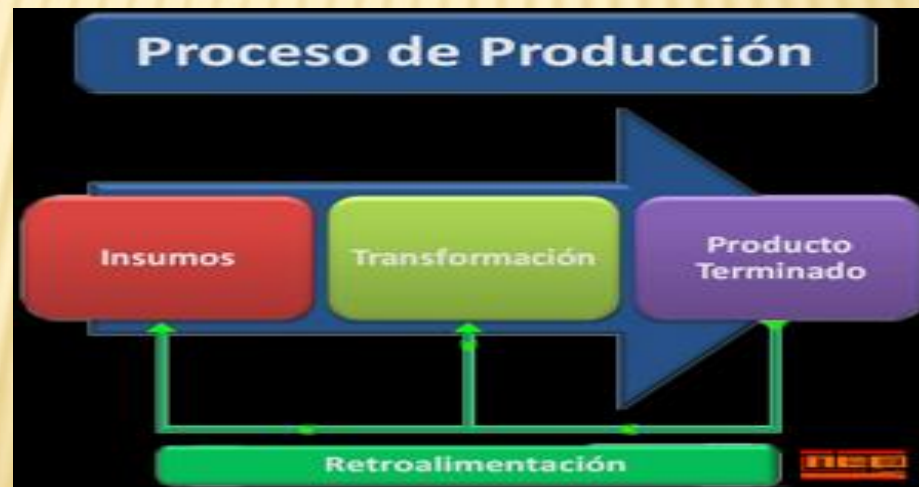 Proceso de Producción
Insumos
Transformación
Producto
Terminado
Retroalimentación